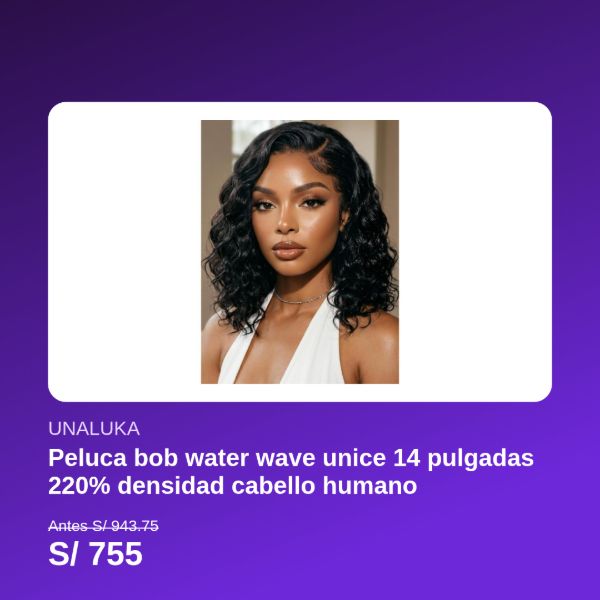 UNALUKA
Peluca bob water wave unice 14 pulgadas
220% densidad cabello humano
Antes S/ 943.75
S/ 755